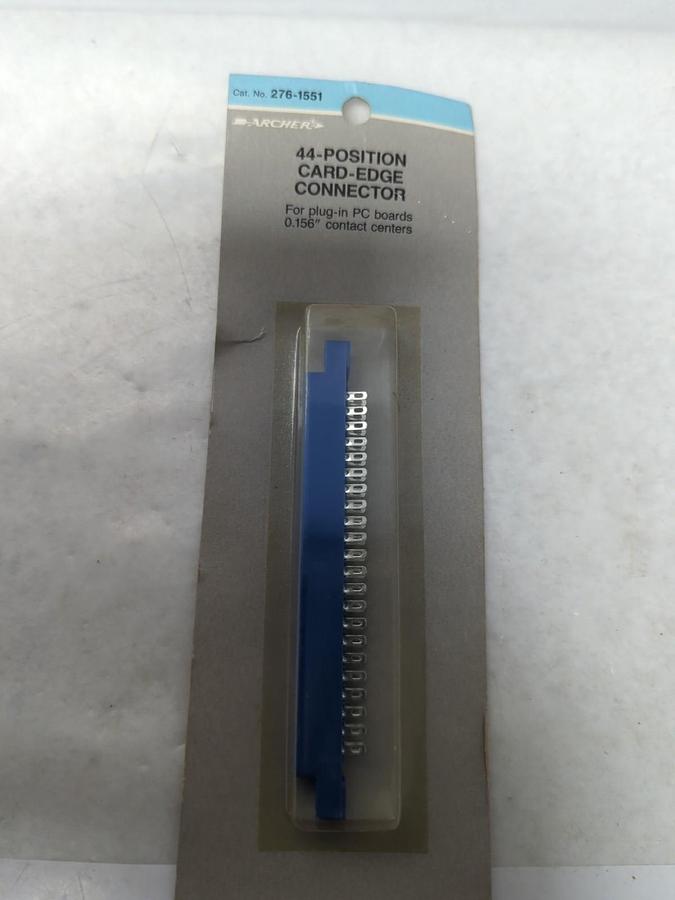 Cat. No. 276-1551
ARCHER
44-POSITION
CARD-EDGE
CONNECTOR
For plug-in PC boards
0.156" contact centers